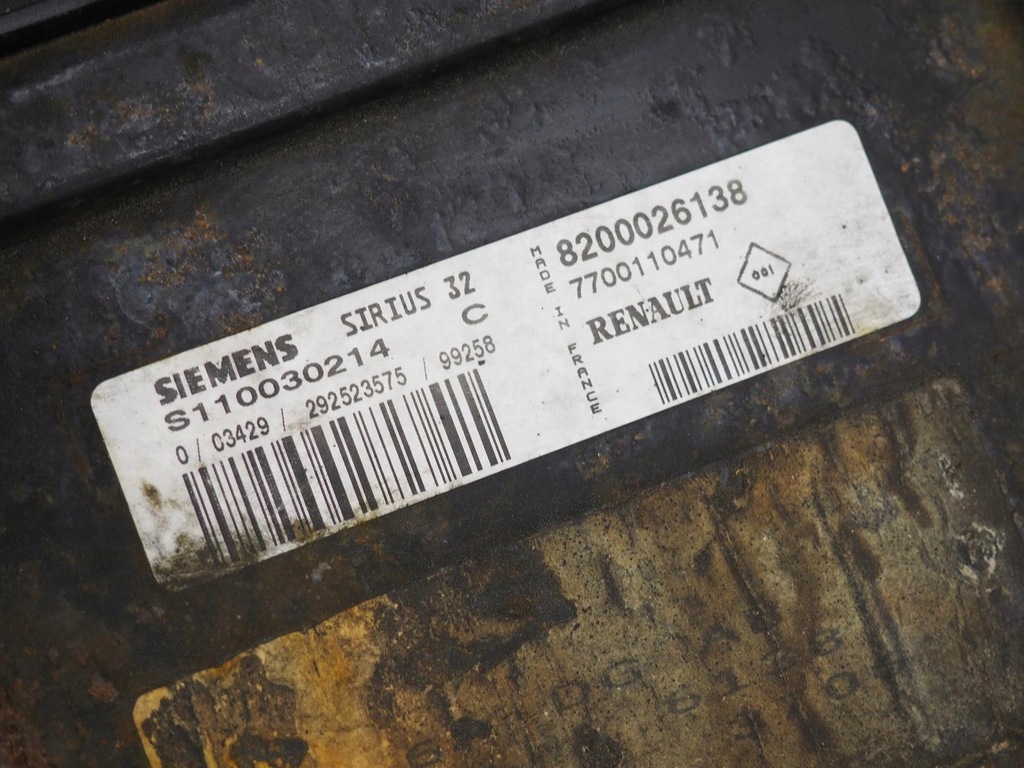 SIEMENS SIRIUS 32
S110030214 C
0 / 03429 / 292523575 / 99258
MADE IN FRANCE
8200026138
7700110471
RENAULT 001